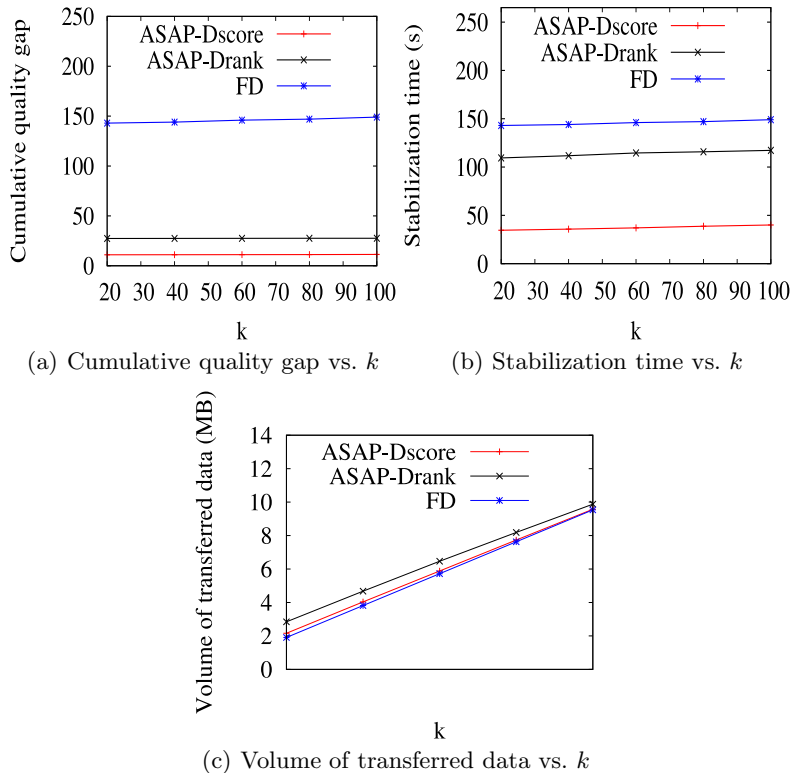 Cumulative quality gap
250
200
150
100
50
0
ASAP-Dscore
ASAP-Drank
FD
20 30 40 50 60 70 80 90 100
k
(a) Cumulative quality gap vs. k
Stabilization time (s)
250
200
150
100
50
0
ASAP-Dscore
ASAP-Drank
FD
20 30 40 50 60 70 80 90 100
k
(b) Stabilization time vs. k
Volume of transferred data (MB)
14
12
10
8
6
4
2
0
ASAP-Dscore
ASAP-Drank
FD
k
(c) Volume of transferred data vs. k